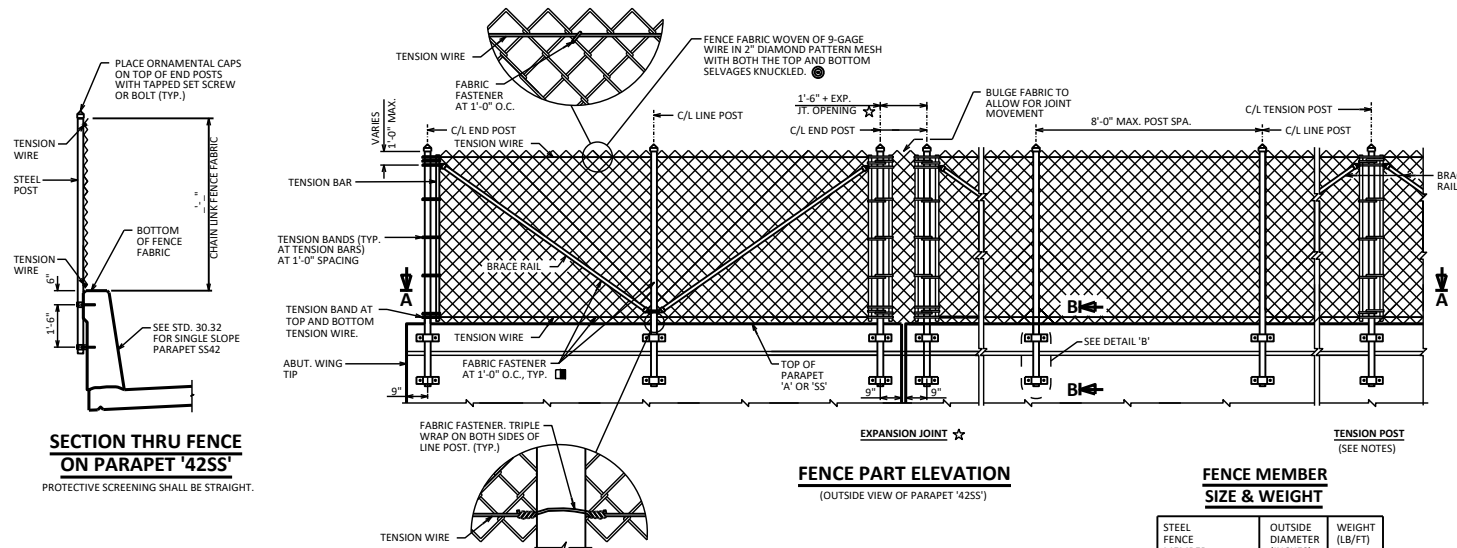 PLACE ORNAMENTAL CAPS
ON TOP OF END POSTS
WITH TAPPED SET SCREW
OR BOLT (TYP.)
TENSION
WIRE
STEEL
POST
BOTTOM
OF FENCE
FABRIC
TENSION
WIRE
6"
1'-6"
_'-_"
CHAIN LINK FENCE FABRIC
SEE STD. 30.32
FOR SINGLE SLOPE
PARAPET SS42
SECTION THRU FENCE
ON PARAPET '42SS'
PROTECTIVE SCREENING SHALL BE STRAIGHT.
TENSION WIRE
FABRIC
FASTENER
AT 1'-0" O.C.
FENCE FABRIC WOVEN OF 9-GAGE
WIRE IN 2" DIAMOND PATTERN MESH
WITH BOTH THE TOP AND BOTTOM
SELVAGES KNUCKLED.
VARIES
1'-0" MAX.
C/L END POST
TENSION WIRE
C/L LINE POST
1'-6" + EXP.
JT. OPENING ☆
C/L END POST
BULGE FABRIC TO
ALLOW FOR JOINT
MOVEMENT
8'-0" MAX. POST SPA.
C/L TENSION POST
C/L LINE POST
TENSION BAR
BRAC
RAIL
TENSION BANDS (TYP.
AT TENSION BARS)
AT 1'-0" SPACING
BRACE RAIL
A
A
B
TENSION BAND AT
TOP AND BOTTOM
TENSION WIRE.
TENSION WIRE
SEE DETAIL 'B'
ABUT. WING
TIP
FABRIC FASTENER
AT 1'-0" O.C., TYP.
TOP OF
PARAPET
'A' OR 'SS'
B
9"
9"
9"
FABRIC FASTENER. TRIPLE
WRAP ON BOTH SIDES OF
LINE POST. (TYP.)
TENSION WIRE
EXPANSION JOINT ☆
TENSION POST
(SEE NOTES)
FENCE PART ELEVATION
(OUTSIDE VIEW OF PARAPET '42SS')
FENCE MEMBER
SIZE & WEIGHT
STEEL
FENCE
OUTSIDE
DIAMETER
WEIGHT
(LB/FT)